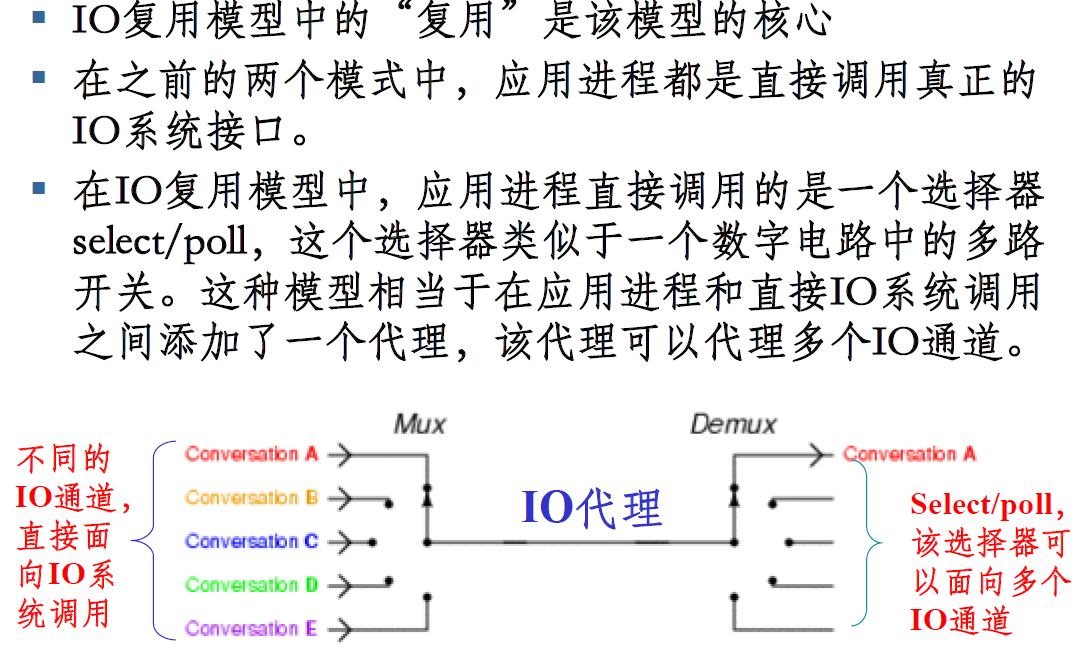 IO复用模型中的“复用”是该模型的核心
在之前的两个模式中，应用进程都是直接调用真正的
IO系统接口。
在IO复用模型中，应用进程直接调用的是一个选择器
select/poll，这个选择器类似于一个数字电路中的多路
开关。这种模型相当于在应用进程和直接IO系统调用
之间添加了一个代理，该代理可以代理多个IO通道。
Mux
Demux
不同的
IO通道，
直接面
向IO系
统调用
Conversation A
Conversation B
Conversation C
Conversation D
Conversation E
IO代理
Conversation A
Select/poll，
该选择器可
以面向多个
IO通道